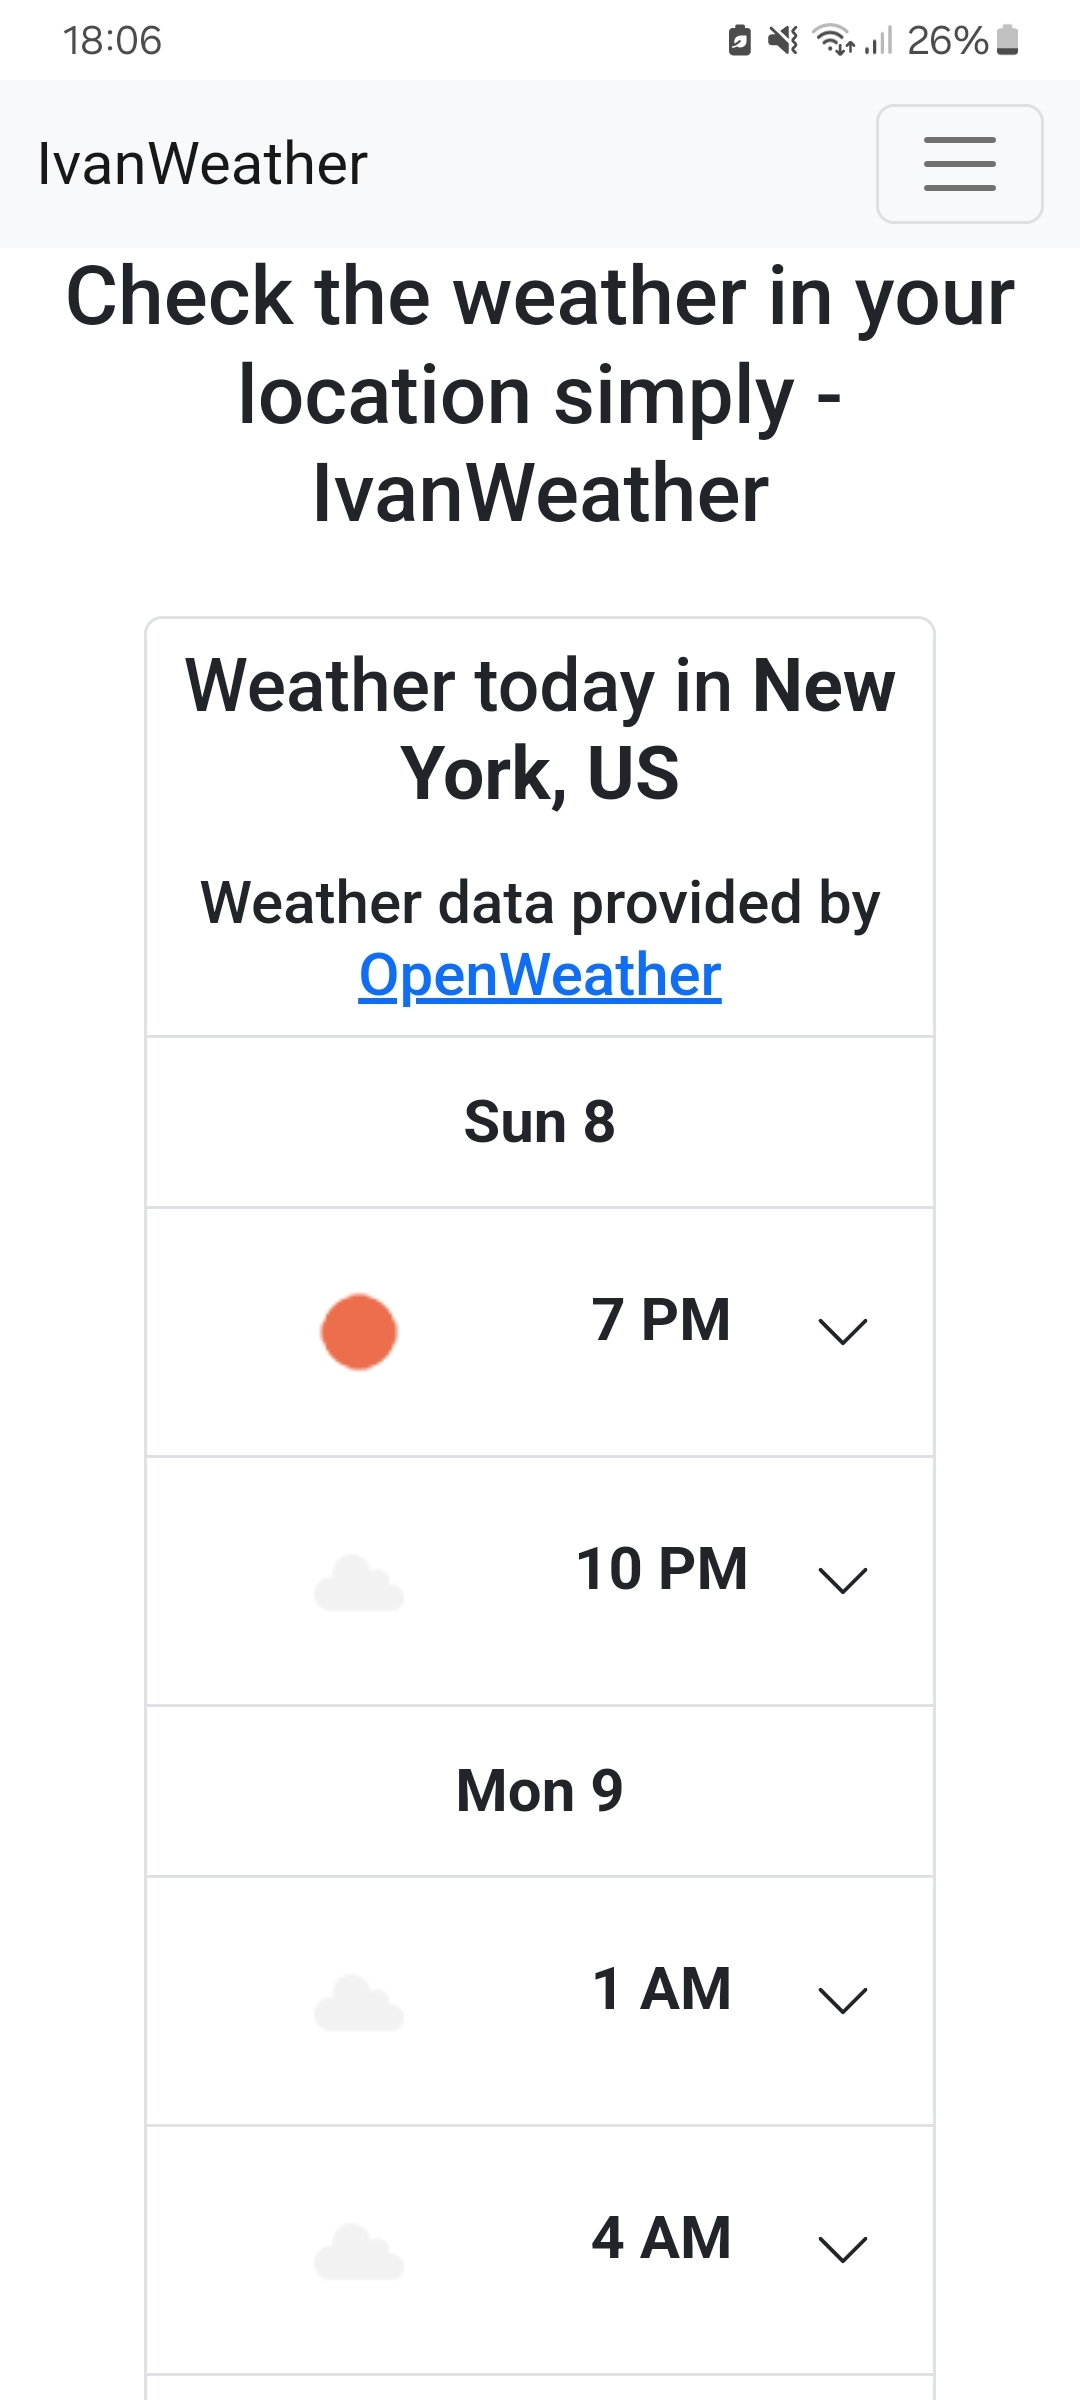 18:06
26%
IvanWeather
Check the weather in your
location simply -
IvanWeather
Weather today in New
York, US
Weather data provided by
OpenWeather
Sun 8
7 PM
10 PM
Mon 9
1 AM
4 AM